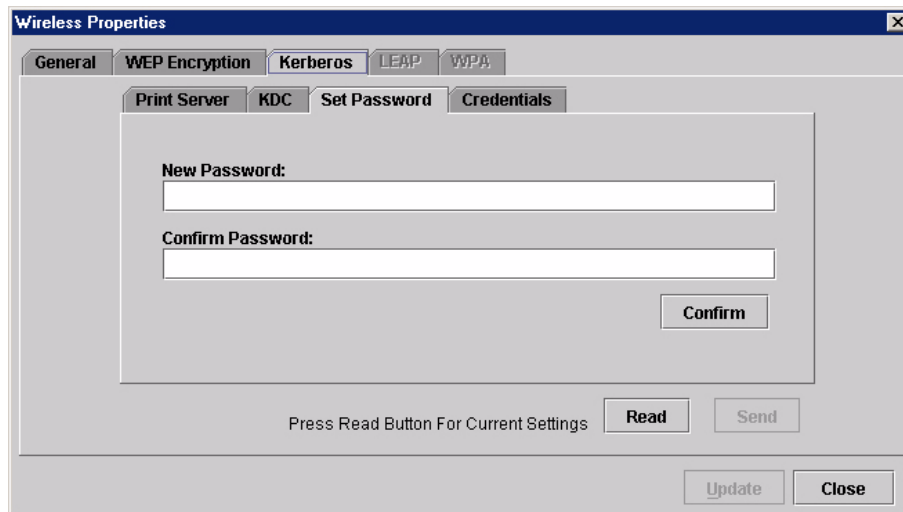 Wireless Properties
General WEP Encryption Kerberos LEAP WPA
Print Server KDC Set Password Credentials
New Password:
Confirm Password:
Confirm
Press Read Button For Current Settings Read Send
Update Close